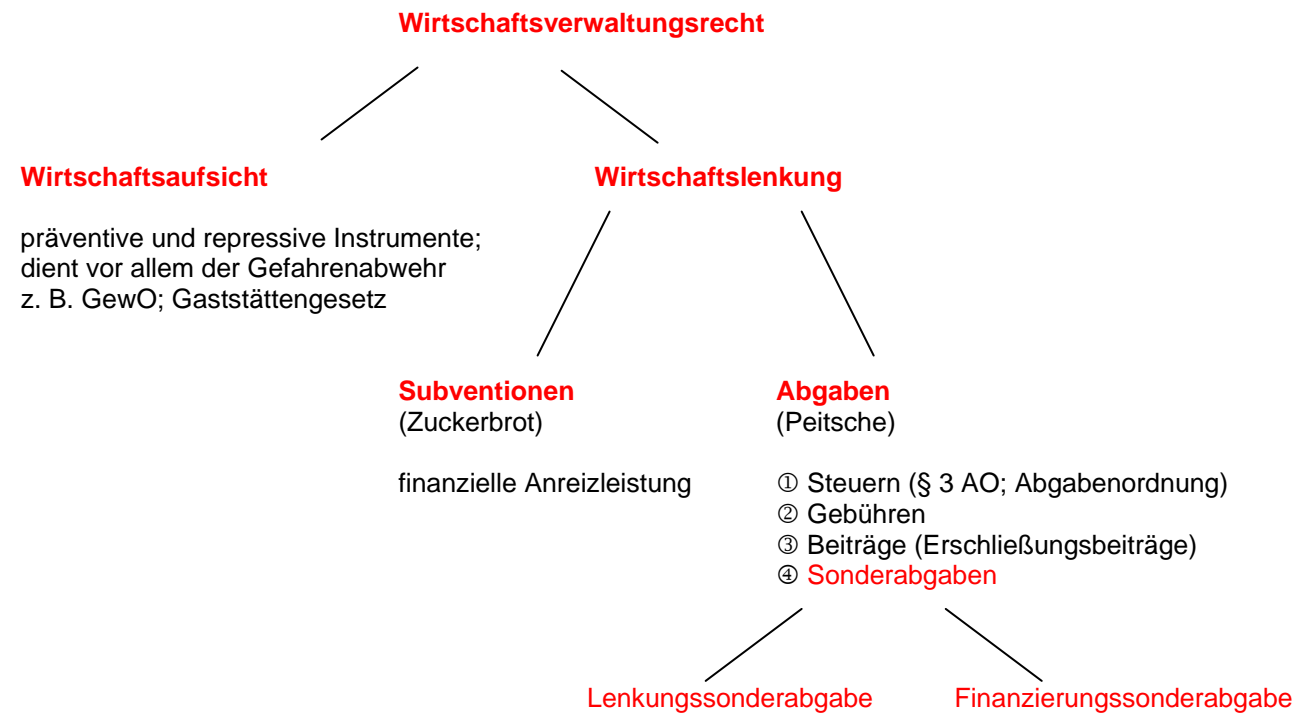 Wirtschaftsverwaltungsrecht
Wirtschaftsaufsicht
präventive und repressive Instrumente;
dient vor allem der Gefahrenabwehr
z. B. GewO; Gaststättengesetz
Wirtschaftslenkung
Subventionen
(Zuckerbrot)
finanzielle Anreizleistung
Abgaben
(Peitsche)
① Steuern (§ 3 AO; Abgabenordnung)
② Gebühren
③ Beiträge (Erschließungsbeiträge)
④ Sonderabgaben
Lenkungssonderabgabe
Finanzierungssonderabgabe